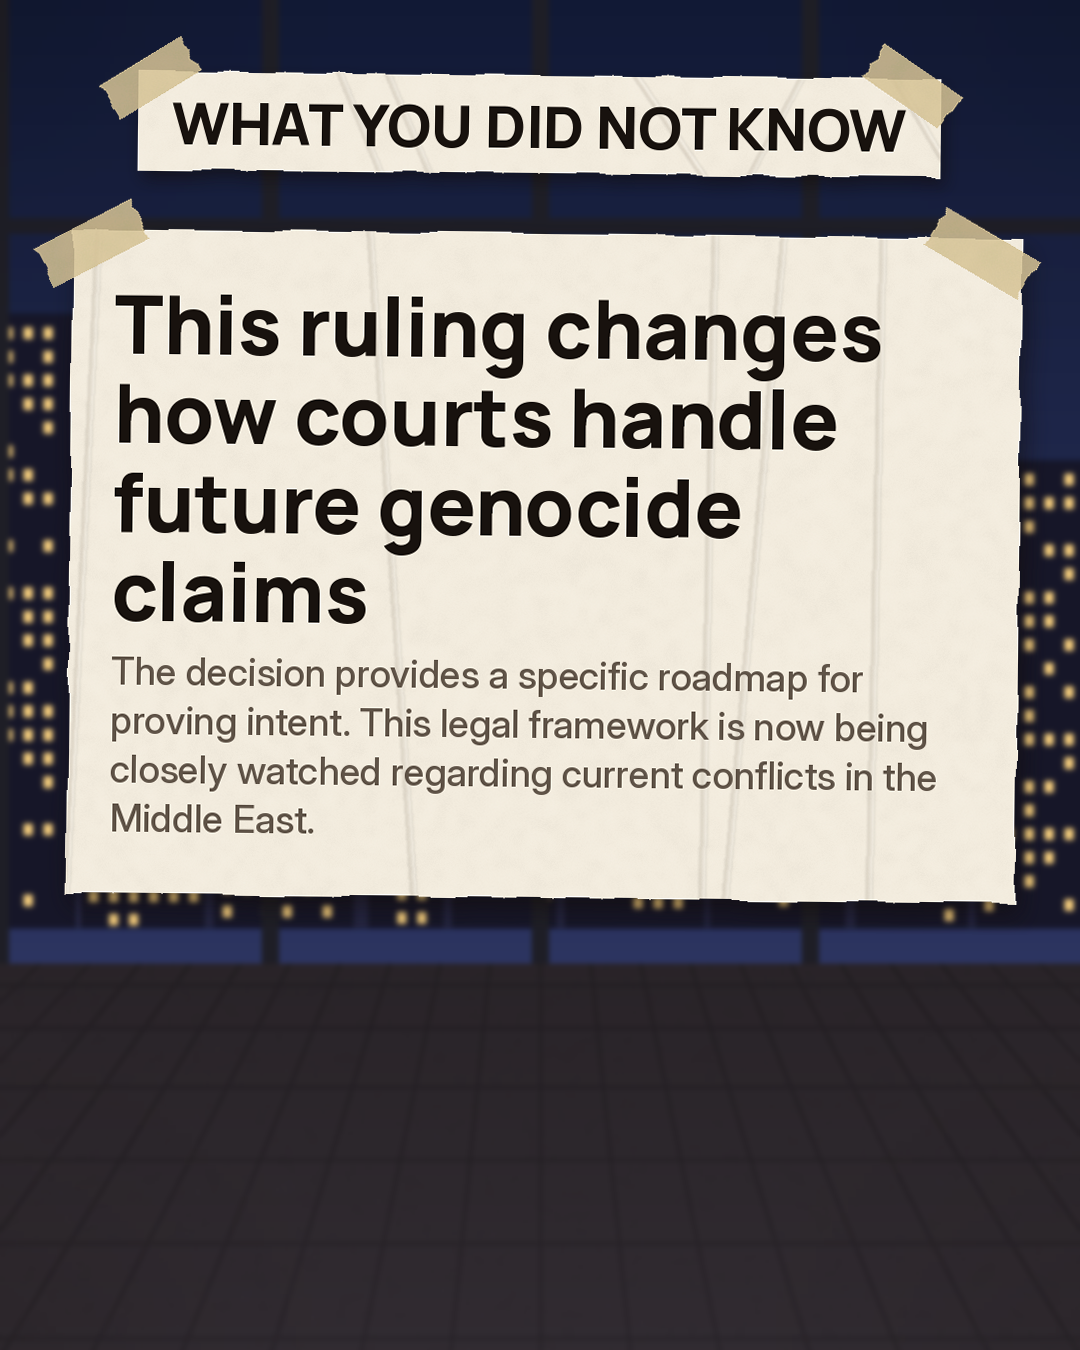 WHAT YOU DID NOT KNOW
This ruling changes
how courts handle
future genocide
claims
The decision provides a specific roadmap for
proving intent. This legal framework is now being
closely watched regarding current conflicts in the
Middle East.